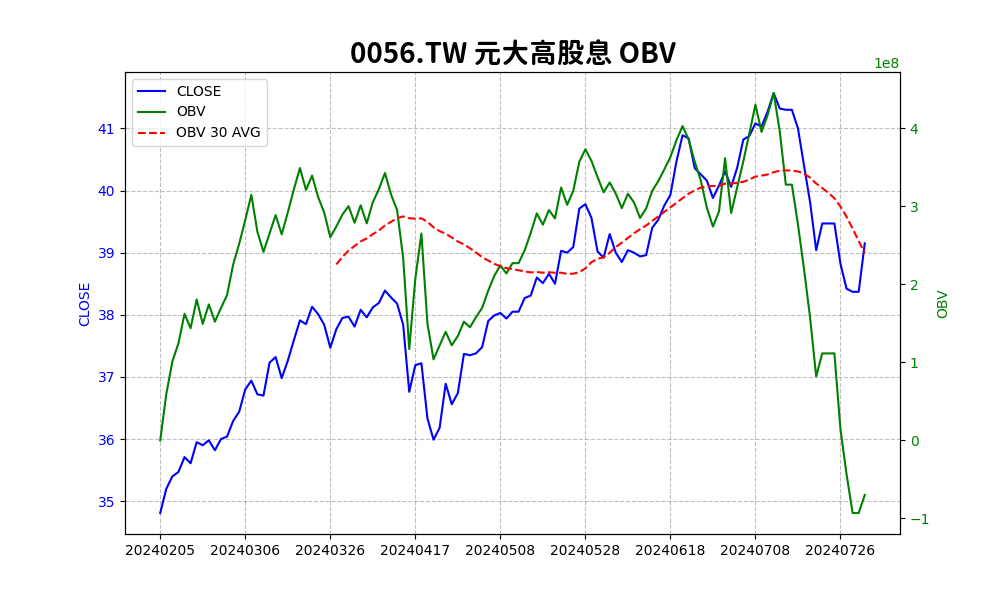 0056.TW 元大高股息 OBV
1e8
CLOSE
OBV
OBV 30 AVG
41
40
39
38
37
36
35
CLOSE
4
3
2
1
0
−1
OBV
20240205 20240306 20240326 20240417 20240508 20240528 20240618 20240708 20240726